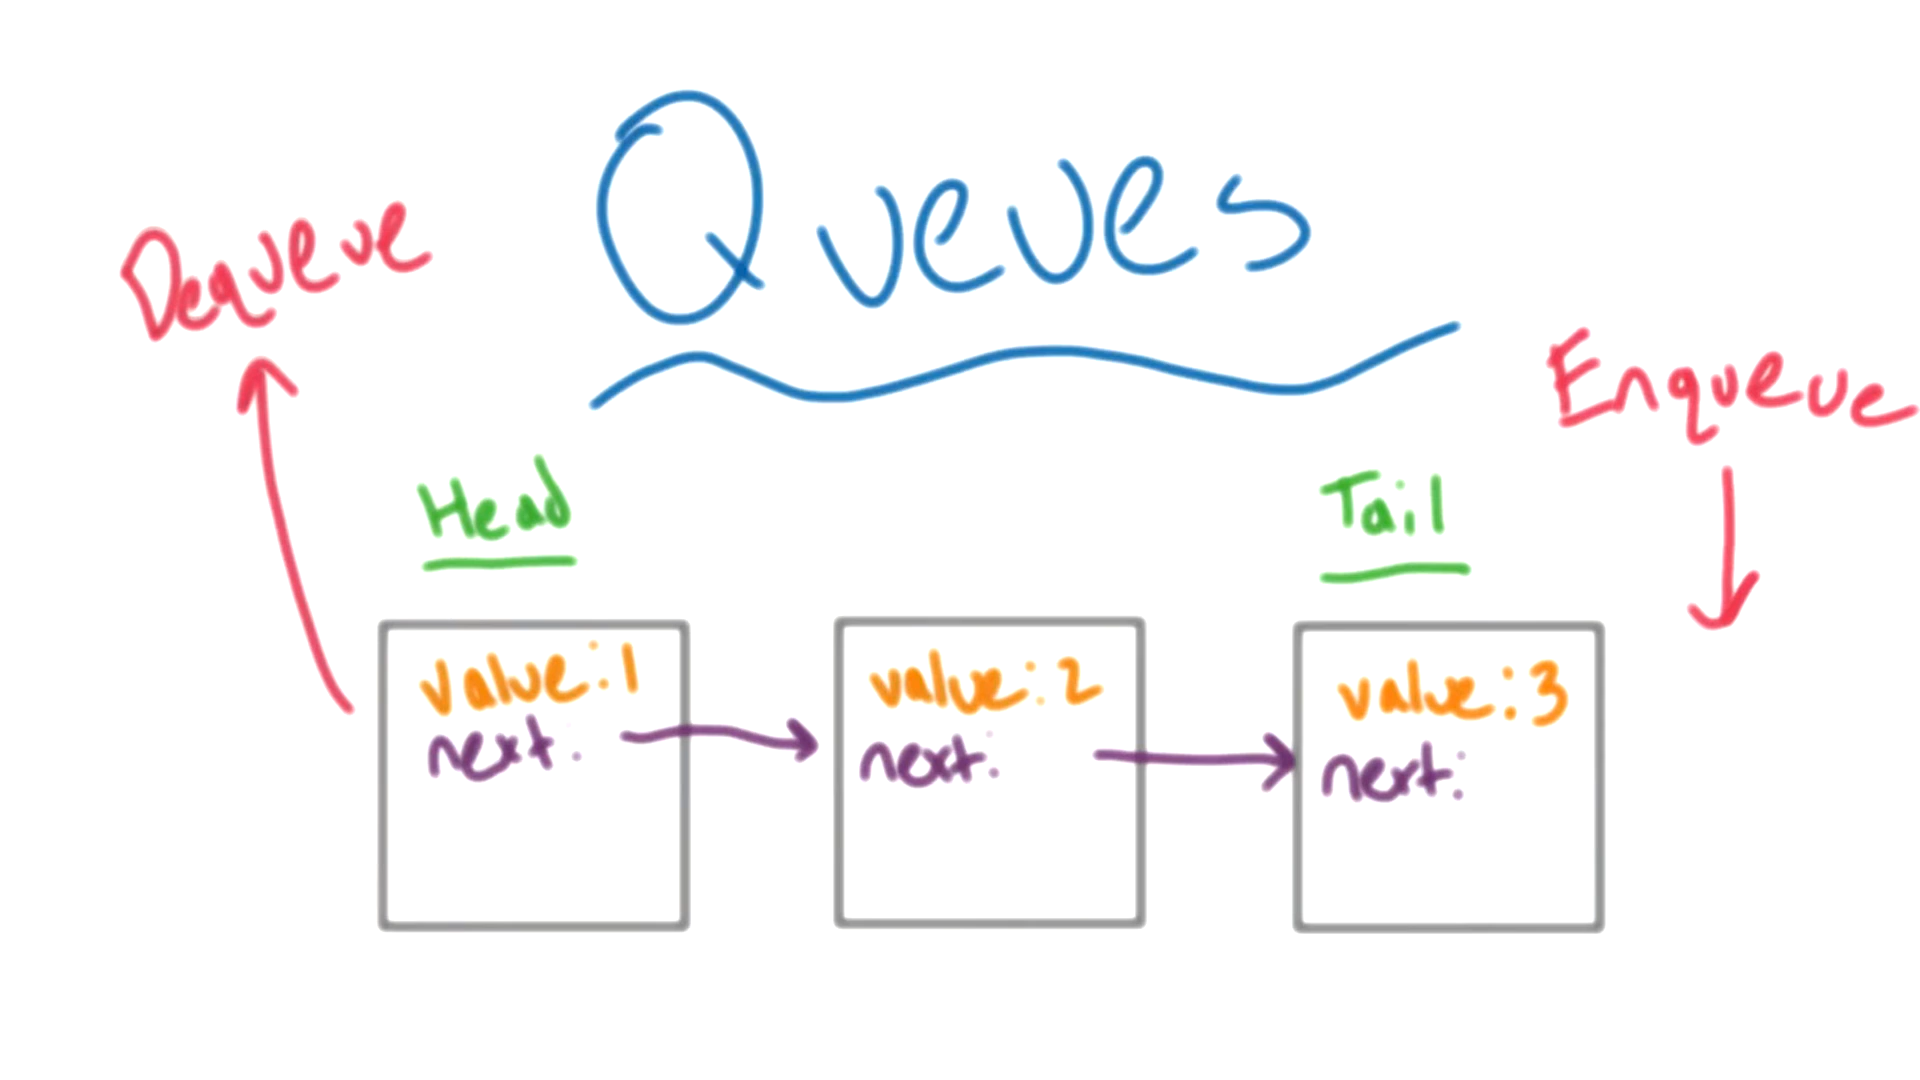 Queues
Dequeue
Enqueue
Head
Tail
value:1
next:
value:2
next:
value:3
next: